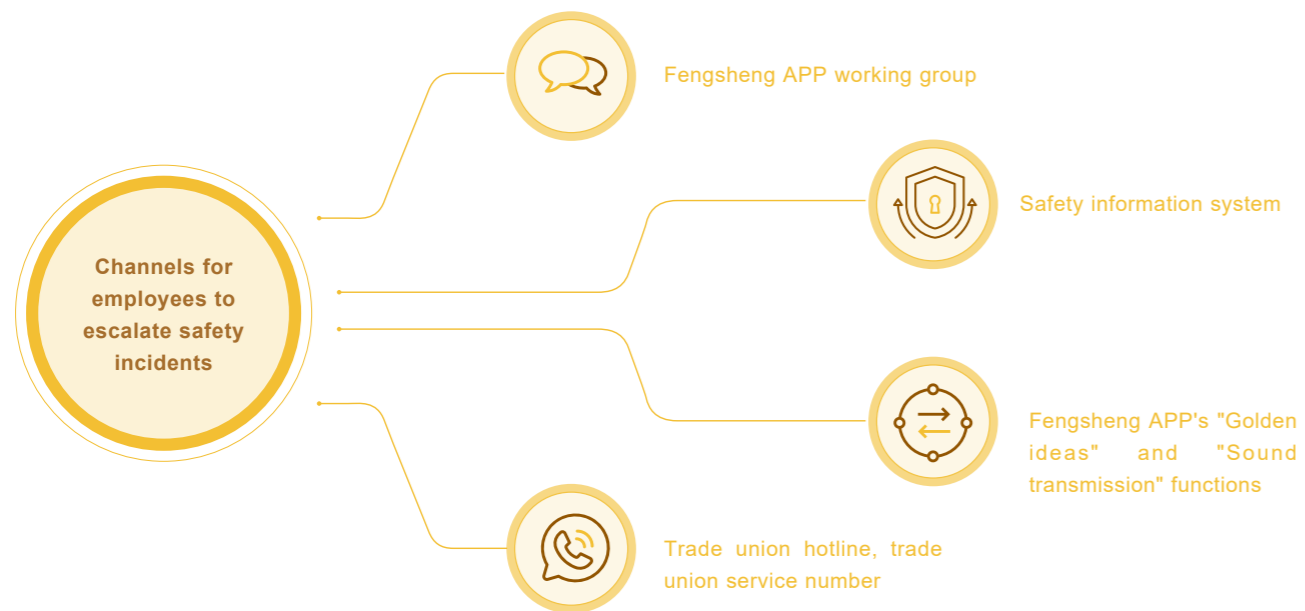 Channels for
employees to
escalate safety
incidents
Fengsheng APP working group
Safety information system
Fengsheng APP's "Golden
ideas" and "Sound
transmission" functions
Trade union hotline, trade
union service number